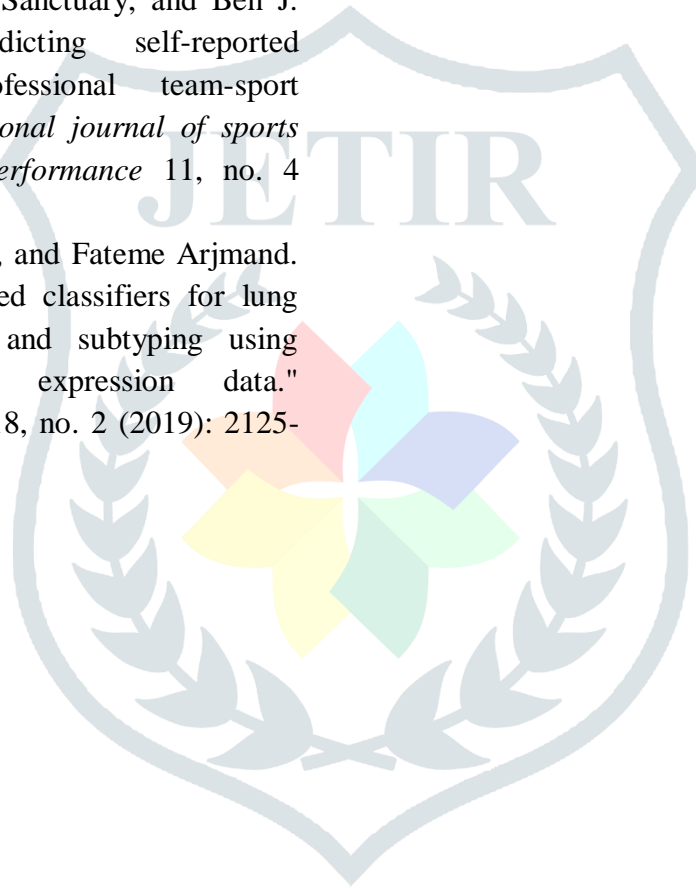 Sanctuary, and Ben J.
dicting self-reported
ofessional team-sport
onal journal of sports
erformance 11, no. 4
, and Fateme Arjmand.
ed classifiers for lung
and subtyping using
expression data."
8, no. 2 (2019): 2125-
JETIR